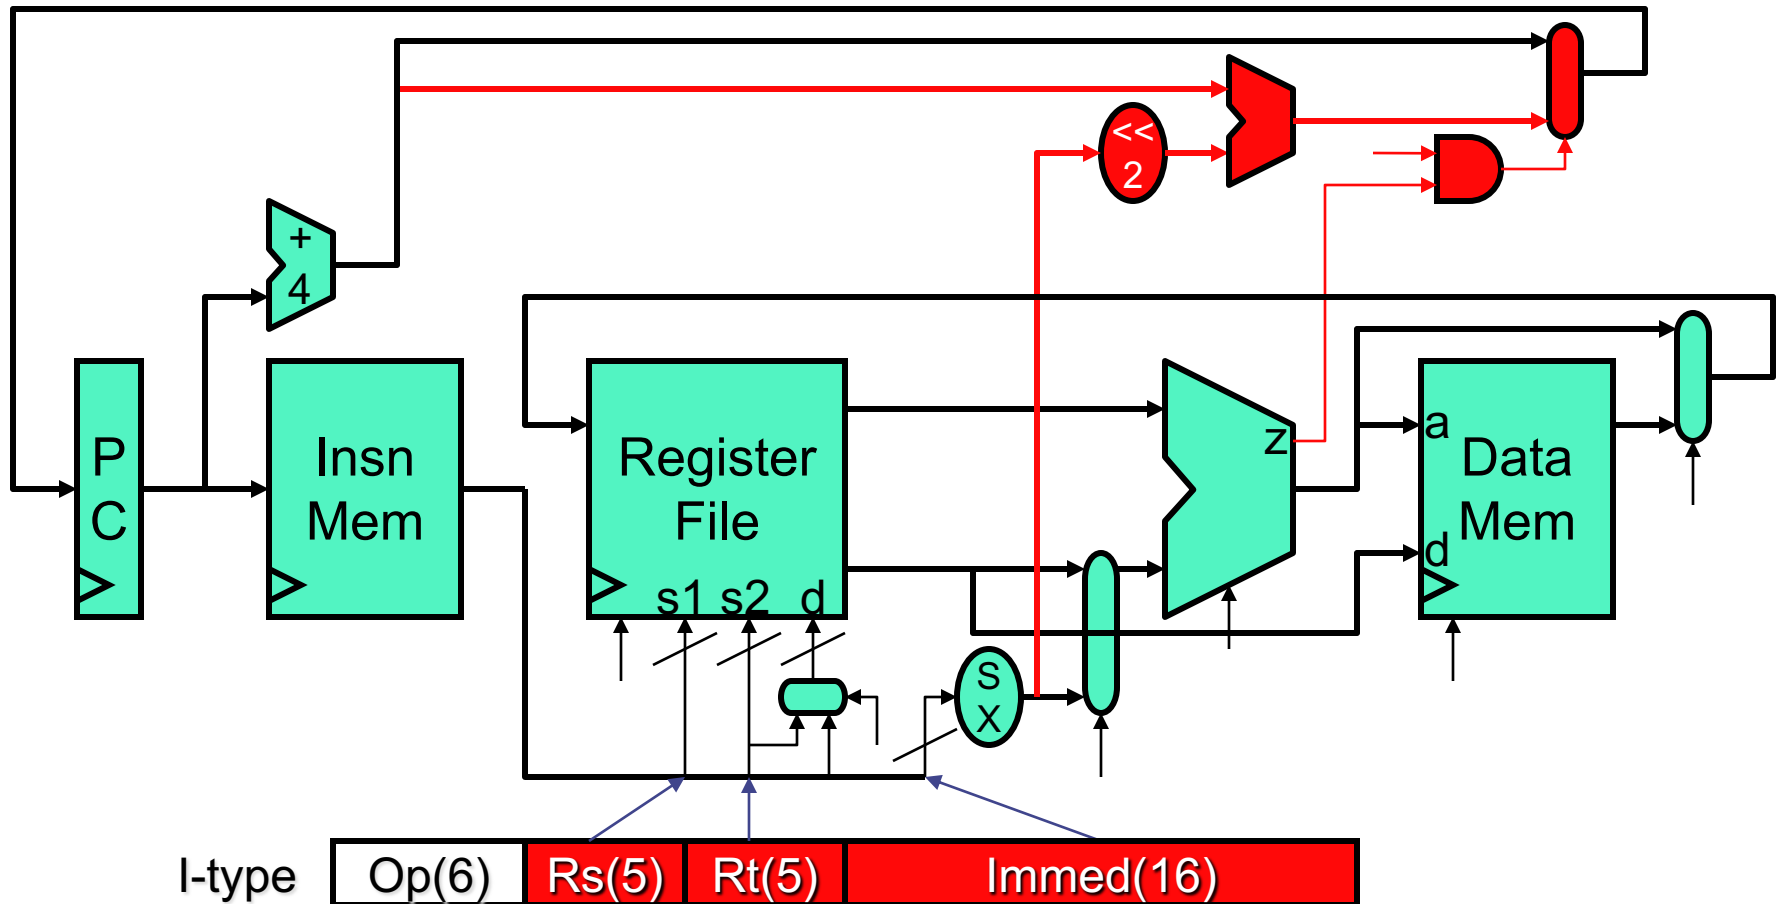 <<
2
+
4
P
C
Insn
Mem
Register
File
s1 s2 d
z
a
d
Data
Mem
S
X
I-type Op(6) Rs(5) Rt(5) Immed(16)